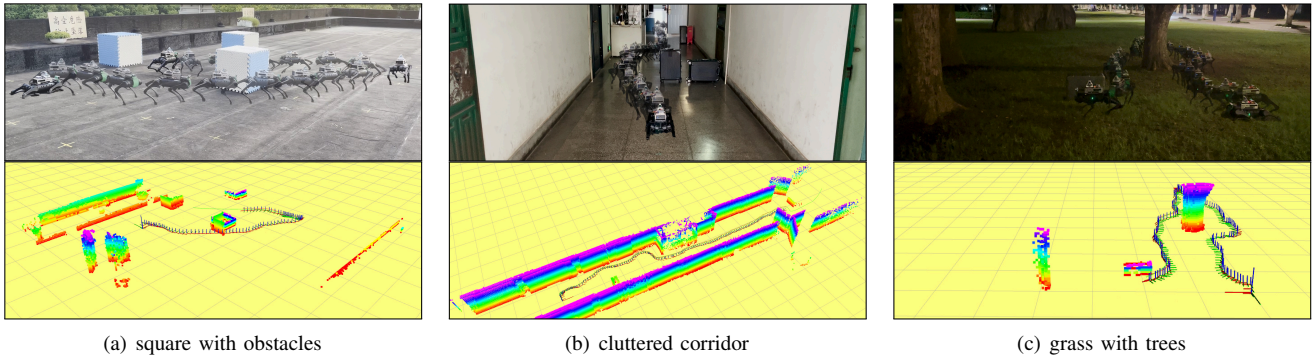 (a) square with obstacles
(b) cluttered corridor
(c) grass with trees